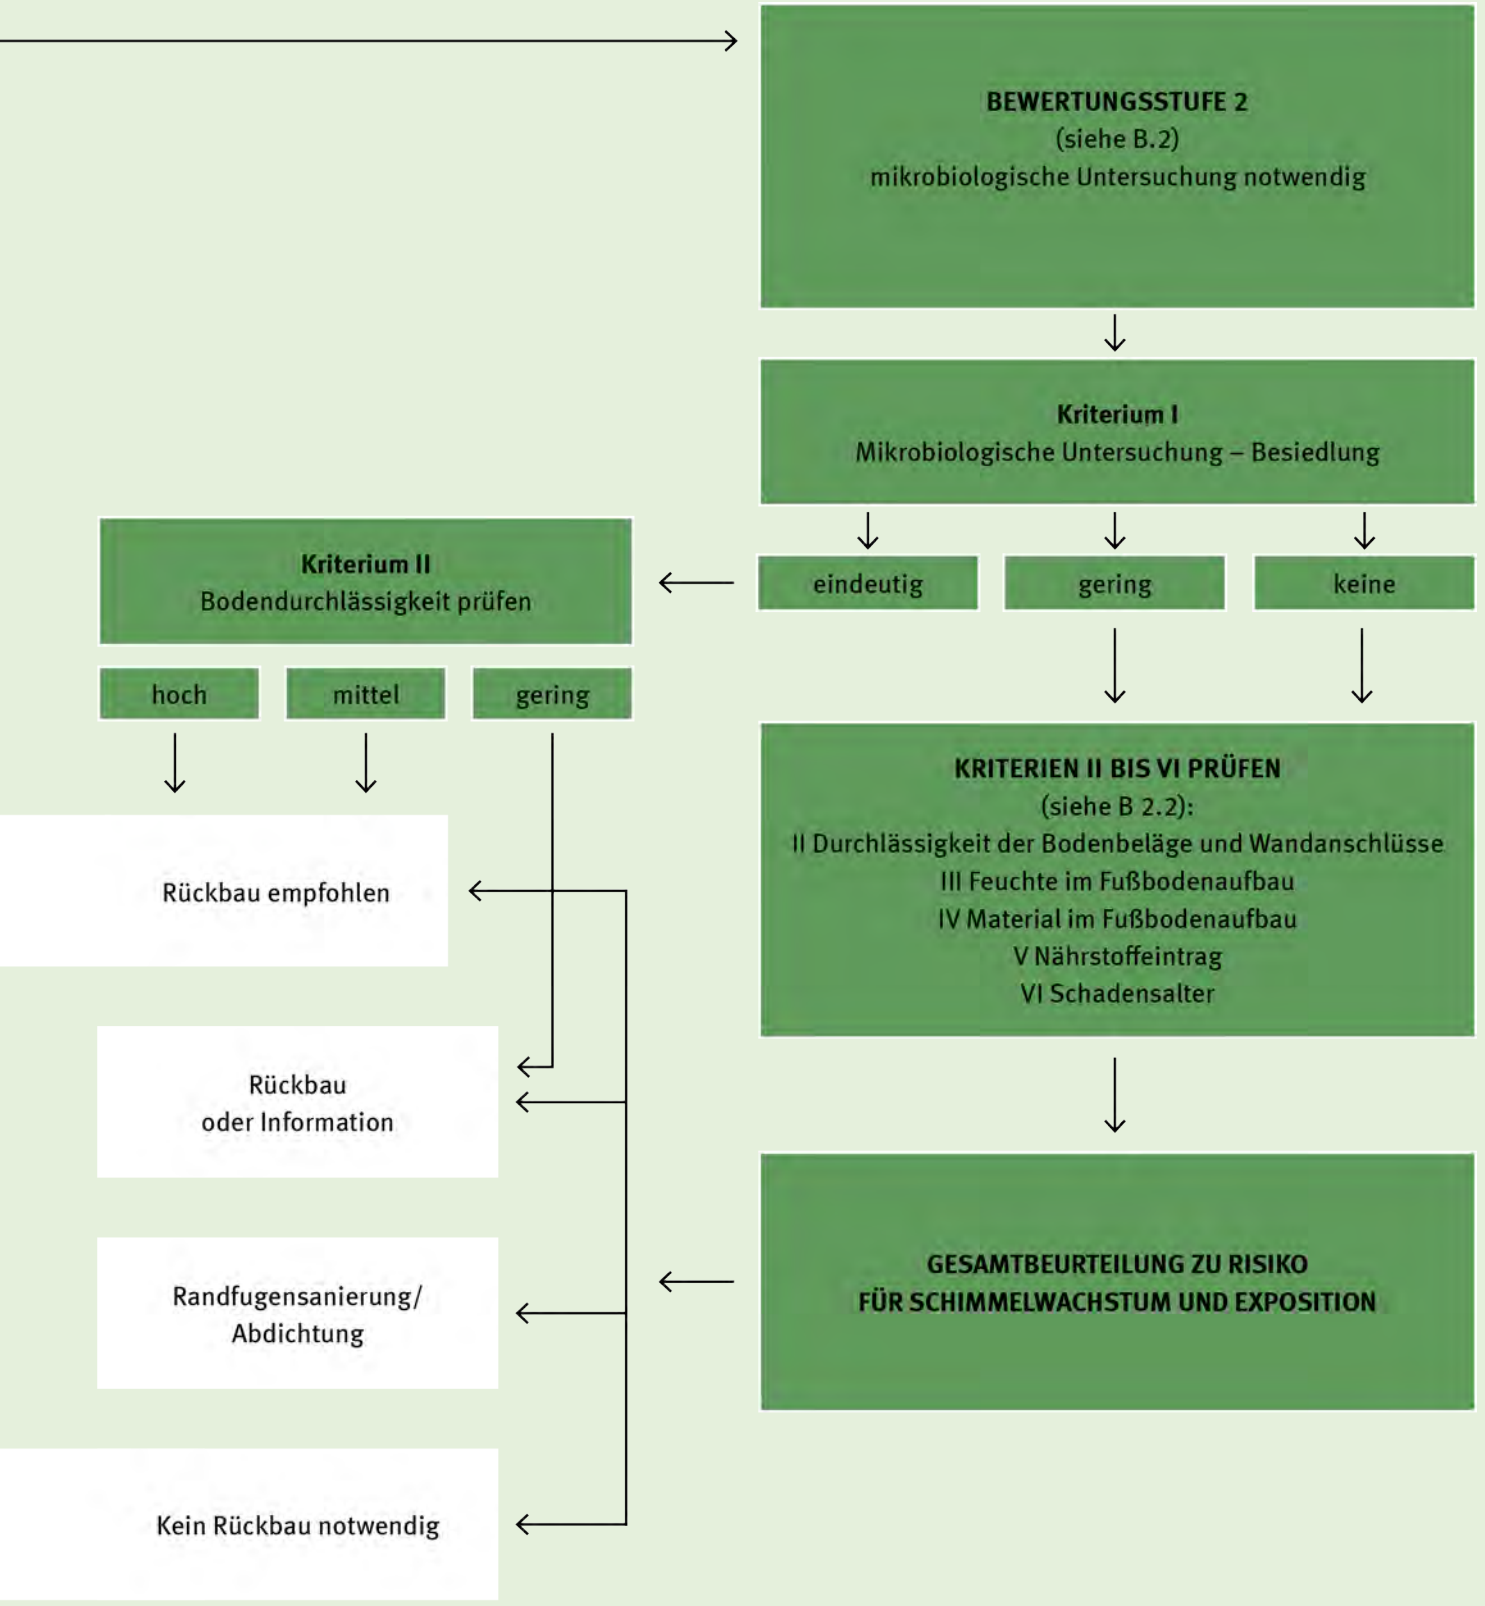 BEWERTUNGSSTUFE 2
(siehe B.2)
mikrobiologische Untersuchung notwendig
Kriterium I
Mikrobiologische Untersuchung – Besiedlung
eindeutig
gering
keine
Kriterium II
Bodendurchlässigkeit prüfen
hoch
mittel
gering
KRITERIEN II BIS VI PRÜFEN
(siehe B 2.2):
II Durchlässigkeit der Bodenbeläge und Wandanschlüsse
III Feuchte im Fußbodenaufbau
IV Material im Fußbodenaufbau
V Nährstoffeintrag
VI Schadensalter
GESAMTBEURTEILUNG ZU RISIKO
FÜR SCHIMMELWACHSTUM UND EXPOSITION
Rückbau empfohlen
Rückbau
oder Information
Randfugensanierung/
Abdichtung
Kein Rückbau notwendig